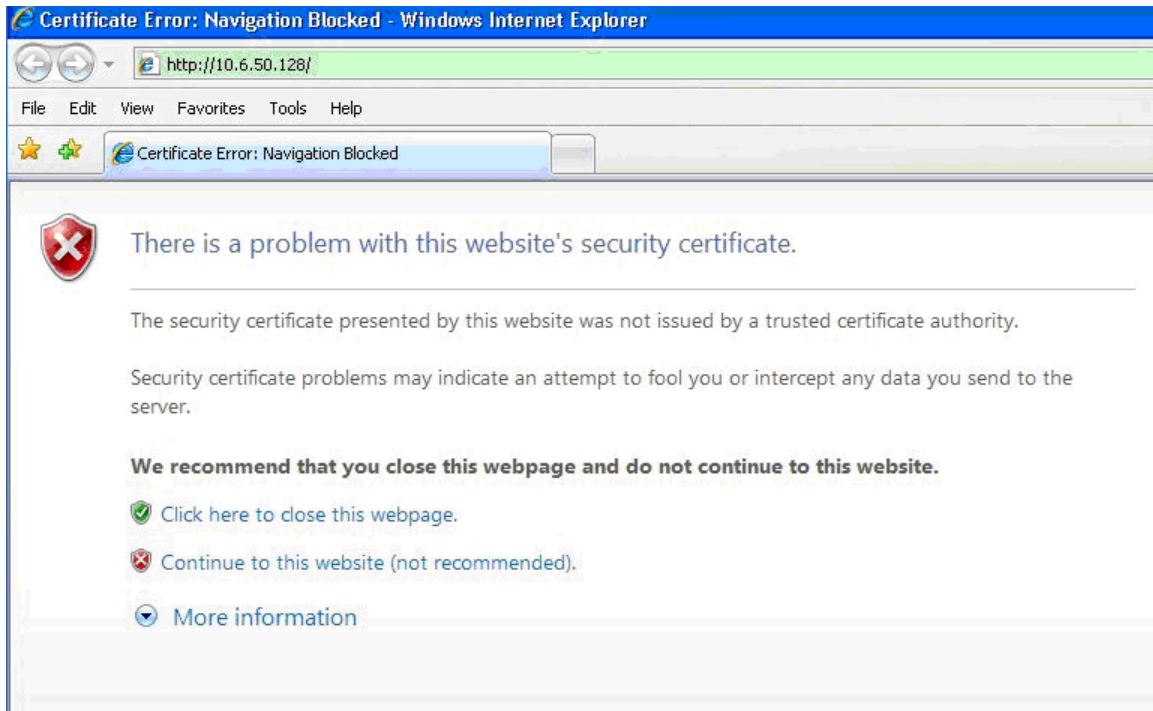 Certificate Error: Navigation Blocked - Windows Internet Explorer
http://10.6.50.128/
File Edit View Favorites Tools Help
Certificate Error: Navigation Blocked
There is a problem with this website's security certificate.
The security certificate presented by this website was not issued by a trusted certificate authority.
Security certificate problems may indicate an attempt to fool you or intercept any data you send to the
server.
We recommend that you close this webpage and do not continue to this website.
Click here to close this webpage.
Continue to this website (not recommended).
More information